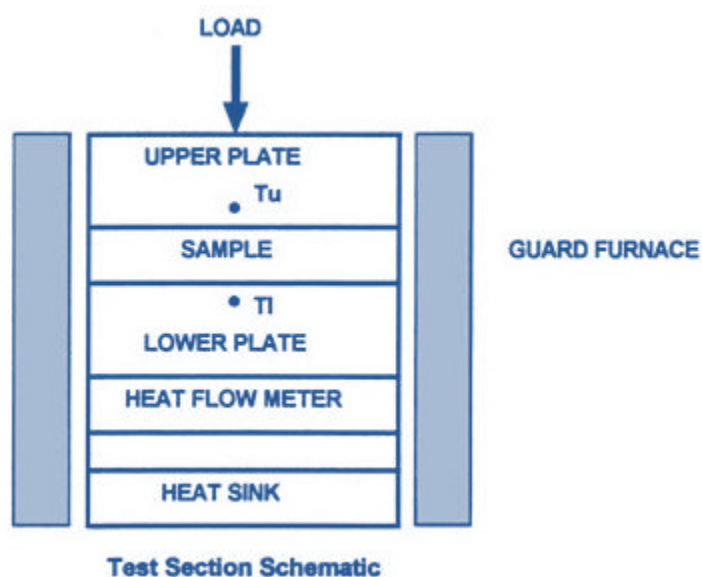 LOAD
UPPER PLATE
Tu
SAMPLE
GUARD FURNACE
Tl
LOWER PLATE
HEAT FLOW METER
HEAT SINK
Test Section Schematic